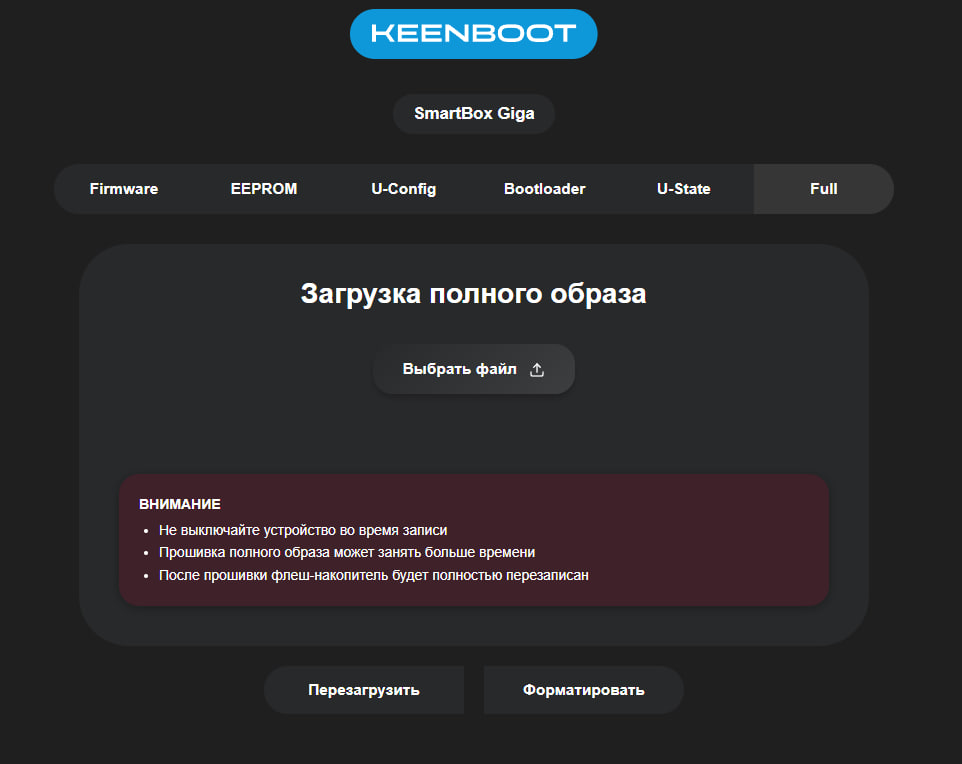 KEENBOOT
SmartBox Giga
Firmware EEPROM U-Config Bootloader U-State Full
Загрузка полного образа
Выбрать файл
ВНИМАНИЕ
• Не выключайте устройство во время записи
• Прошивка полного образа может занять больше времени
• После прошивки флеш-накопитель будет полностью перезаписан
Перезагрузить Форматировать